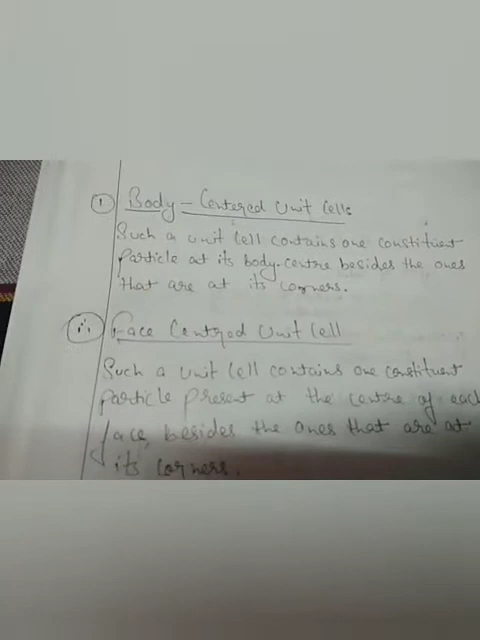 ① Body-Centered Unit Cell:
Such a unit cell contains one constituent
Particle at its body-centre besides the ones
that are at its corners.
Face Centred Unit Cell
Such a unit cell contains one constituent
particle present at the centre of each
face, besides the ones that are at
its corners.